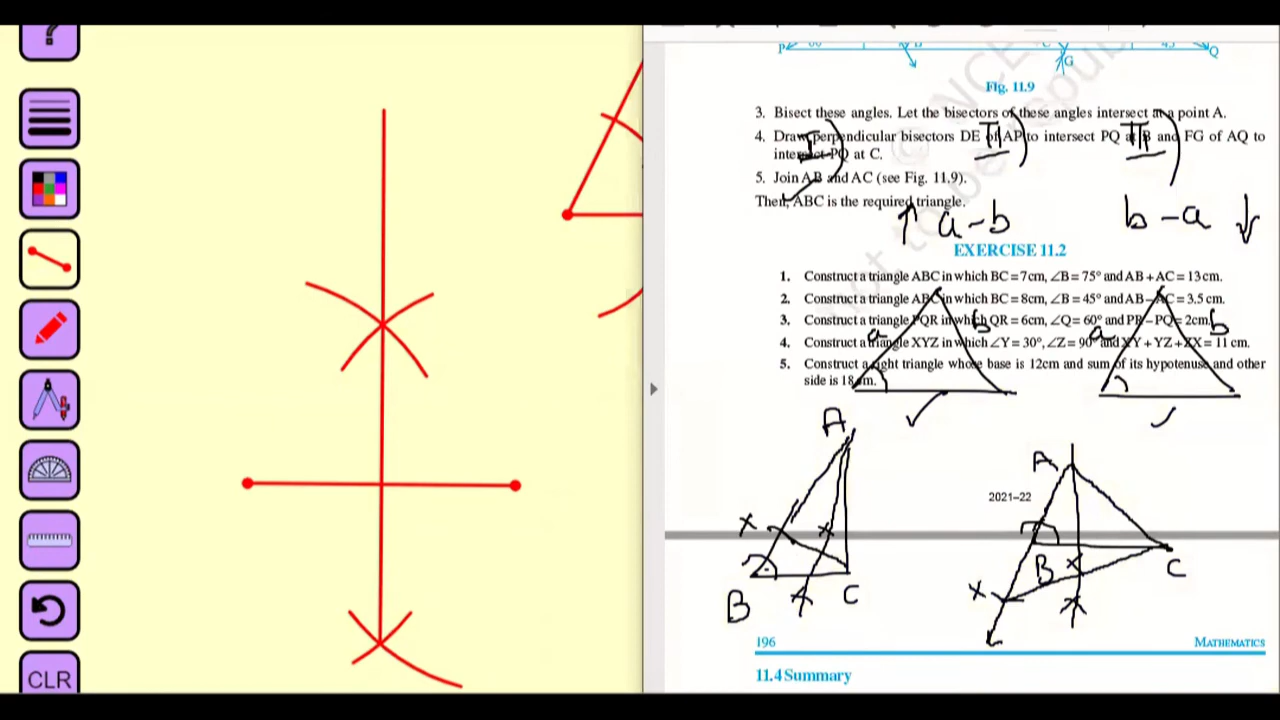 ?
CLR
P
Q
G
Fig. 11.9
3. Bisect these angles. Let the bisectors of these angles intersect at a point A.
4. Draw perpendicular bisectors DE of AP to intersect PQ at B and FG of AQ to
intersect PQ at C.
I)
II)
III)
5. Join AB and AC (see Fig. 11.9).
Then, ABC is the required triangle.
↑ a-b
b-a ↓
EXERCISE 11.2
1. Construct a triangle ABC in which BC = 7cm, ∠B = 75° and AB + AC = 13 cm.
2. Construct a triangle ABC in which BC = 8cm, ∠B = 45° and AB – AC = 3.5 cm.
3. Construct a triangle PQR in which QR = 6cm, ∠Q = 60° and PR – PQ = 2cm.
4. Construct a triangle XYZ in which ∠Y = 30°, ∠Z = 90° and XY + YZ + ZX = 11 cm.
5. Construct a right triangle whose base is 12cm and sum of its hypotenuse and other
side is 18 cm.
a
b
a
b
A
X
B
C
A
B
C
X
2021–22
196
MATHEMATICS
11.4 Summary